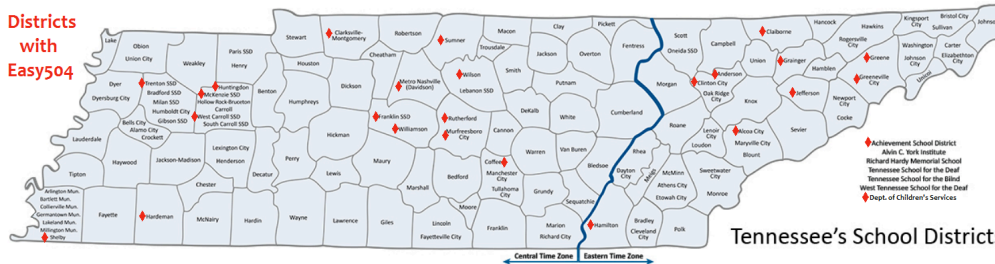 Districts
with
Easy504
Lake
Obion
Union City
Weakley
Paris SSD
Henry
Stewart
Clarksville-
Montgomery
Robertson
Sumner
Macon
Trousdale
Clay
Pickett
Fentress
Scott
Oneida SSD
Campbell
Claiborne
Hancock
Hawkins
Rogersville
City
Kingsport
City
Sullivan
Bristol City
Johnson
Dyer
Dyersburg City
Trenton SSD
Bradford SSD
Milan SSD
Humboldt City
Gibson SSD
Huntingdon
McKenzie SSD
Hollow Rock-Bruceton
Carroll
West Carroll SSD
South Carroll SSD
Benton
Houston
Humphreys
Dickson
Cheatham
Metro Nashville
(Davidson)
Wilson
Lebanon SSD
Smith
Jackson
Overton
Putnam
Cumberland
Morgan
Clinton City
Anderson
Oak Ridge
City
Union
Grainger
Hamblen
Greene
Greeneville
City
Washington
Johnson
City
Carter
Elizabethton
City
Unicoi
Lauderdale
Bells City
Alamo City
Crockett
Haywood
Jackson-Madison
Lexington City
Henderson
Decatur
Perry
Hickman
Franklin SSD
Williamson
Rutherford
Murfreesboro
City
Cannon
DeKalb
White
Warren
Van Buren
Bledsoe
Rhea
Roane
Lenoir
City
Loudon
Knox
Alcoa City
Maryville City
Blount
Sevier
Jefferson
Newport
City
Cocke
Tipton
Chester
Lewis
Maury
Marshall
Bedford
Coffee
Manchester
City
Tullahoma
City
Grundy
Sequatchie
Dayton
City
Meigs
McMinn
Athens City
Etowah City
Sweetwater
City
Monroe
Arlington Mun.
Bartlett Mun.
Collierville Mun.
Germantown Mun.
Lakeland Mun.
Millington Mun.
Shelby
Fayette
Hardeman
McNairy
Hardin
Wayne
Lawrence
Giles
Lincoln
Fayetteville City
Moore
Franklin
Marion
Richard City
Hamilton
Bradley
Cleveland
City
Polk
Achievement School District
Alvin C. York Institute
Richard Hardy Memorial School
Tennessee School for the Deaf
Tennessee School for the Blind
West Tennessee School for the Deaf
Dept. of Children's Services
Tennessee's School District
Central Time Zone
Eastern Time Zone